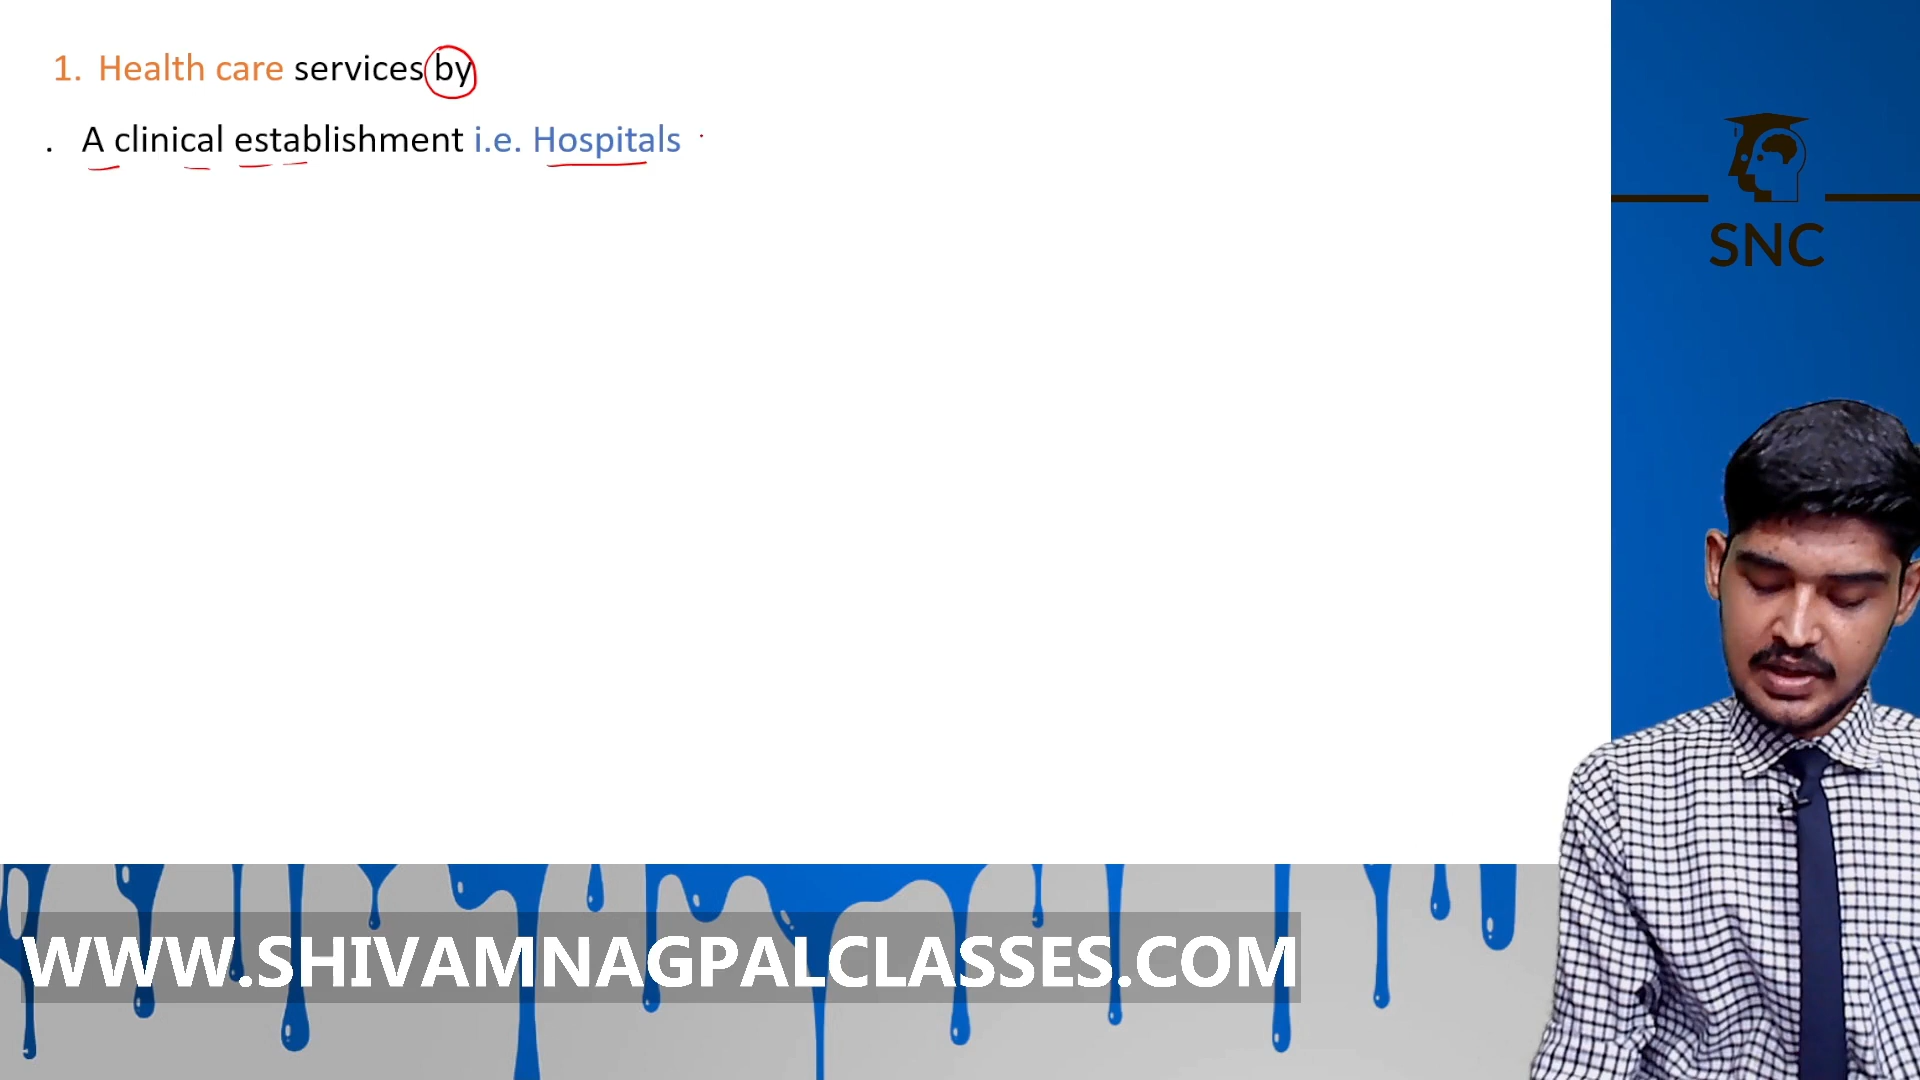 1. Health care services by
. A clinical establishment i.e. Hospitals
SNC
WWW.SHIVAMNAGPALCLASSES.COM